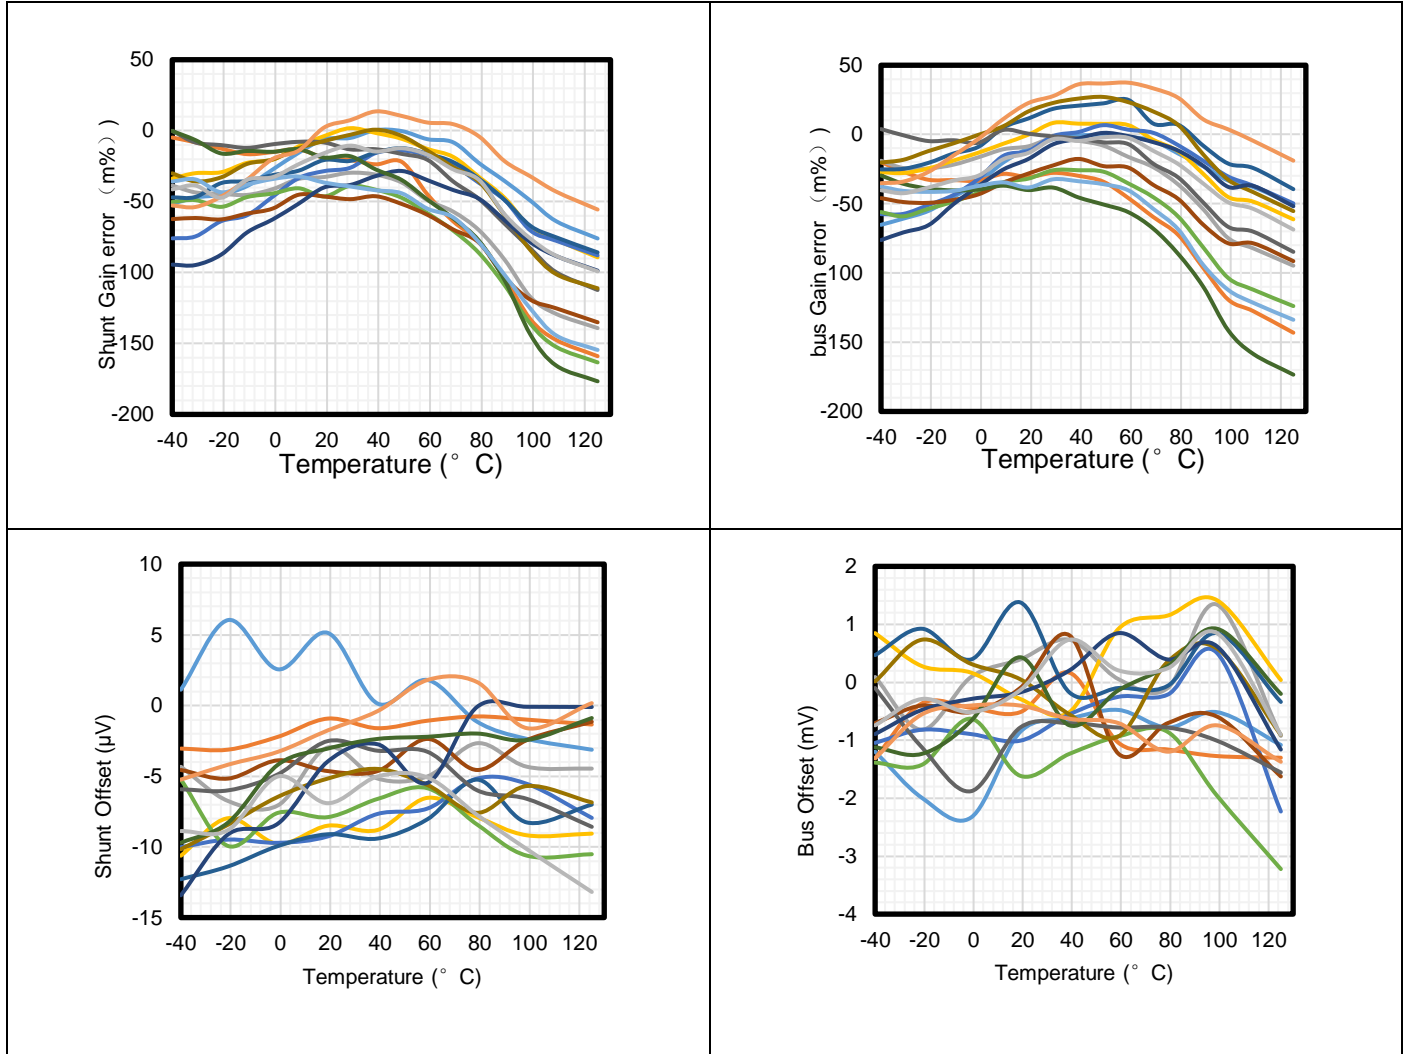 50
0
-50
-100
-150
-200
Shunt Gain error (m%)
-40 -20 0 20 40 60 80 100 120
Temperature (° C)
50
0
-50
-100
-150
-200
bus Gain error (m%)
-40 -20 0 20 40 60 80 100 120
Temperature (° C)
10
5
0
-5
-10
-15
Shunt Offset (µV)
-40 -20 0 20 40 60 80 100 120
Temperature (° C)
2
1
0
-1
-2
-3
-4
Bus Offset (mV)
-40 -20 0 20 40 60 80 100 120
Temperature (° C)